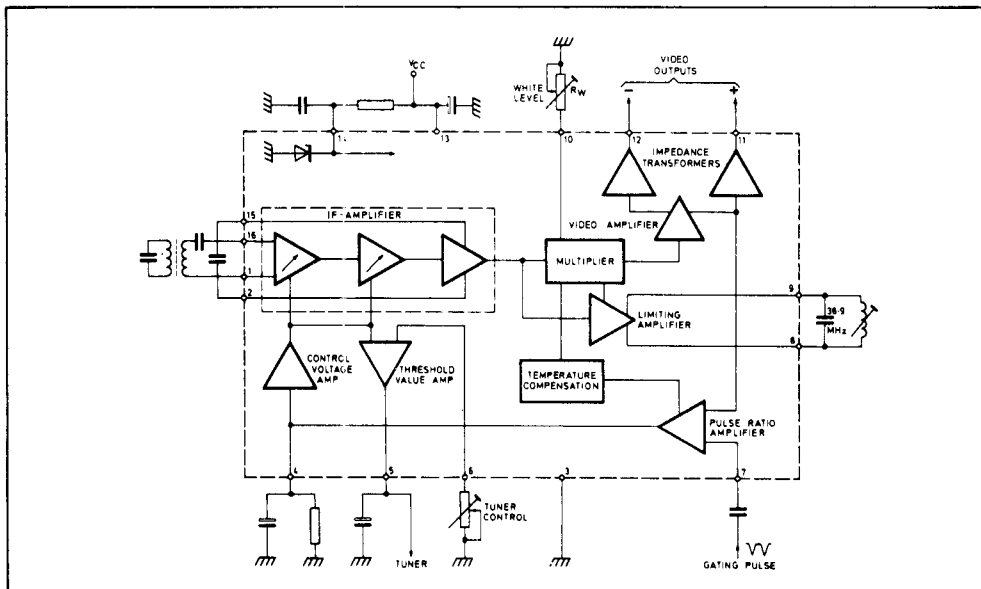 VIDEO
OUTPUTS
VCC
WHITE
LEVEL
RW
−
+
14
13
10
12
11
IMPEDANCE
TRANSFORMERS
IF-AMPLIFIER
VIDEO AMPLIFIER
15
16
1
2
MULTIPLIER
LIMITING
AMPLIFIER
9
38·9
MHz
8
CONTROL
VOLTAGE
AMP
THRESHOLD
VALUE AMP
TEMPERATURE
COMPENSATION
PULSE RATIO
AMPLIFIER
4
5
6
3
7
TUNER
CONTROL
TUNER
GATING PULSE